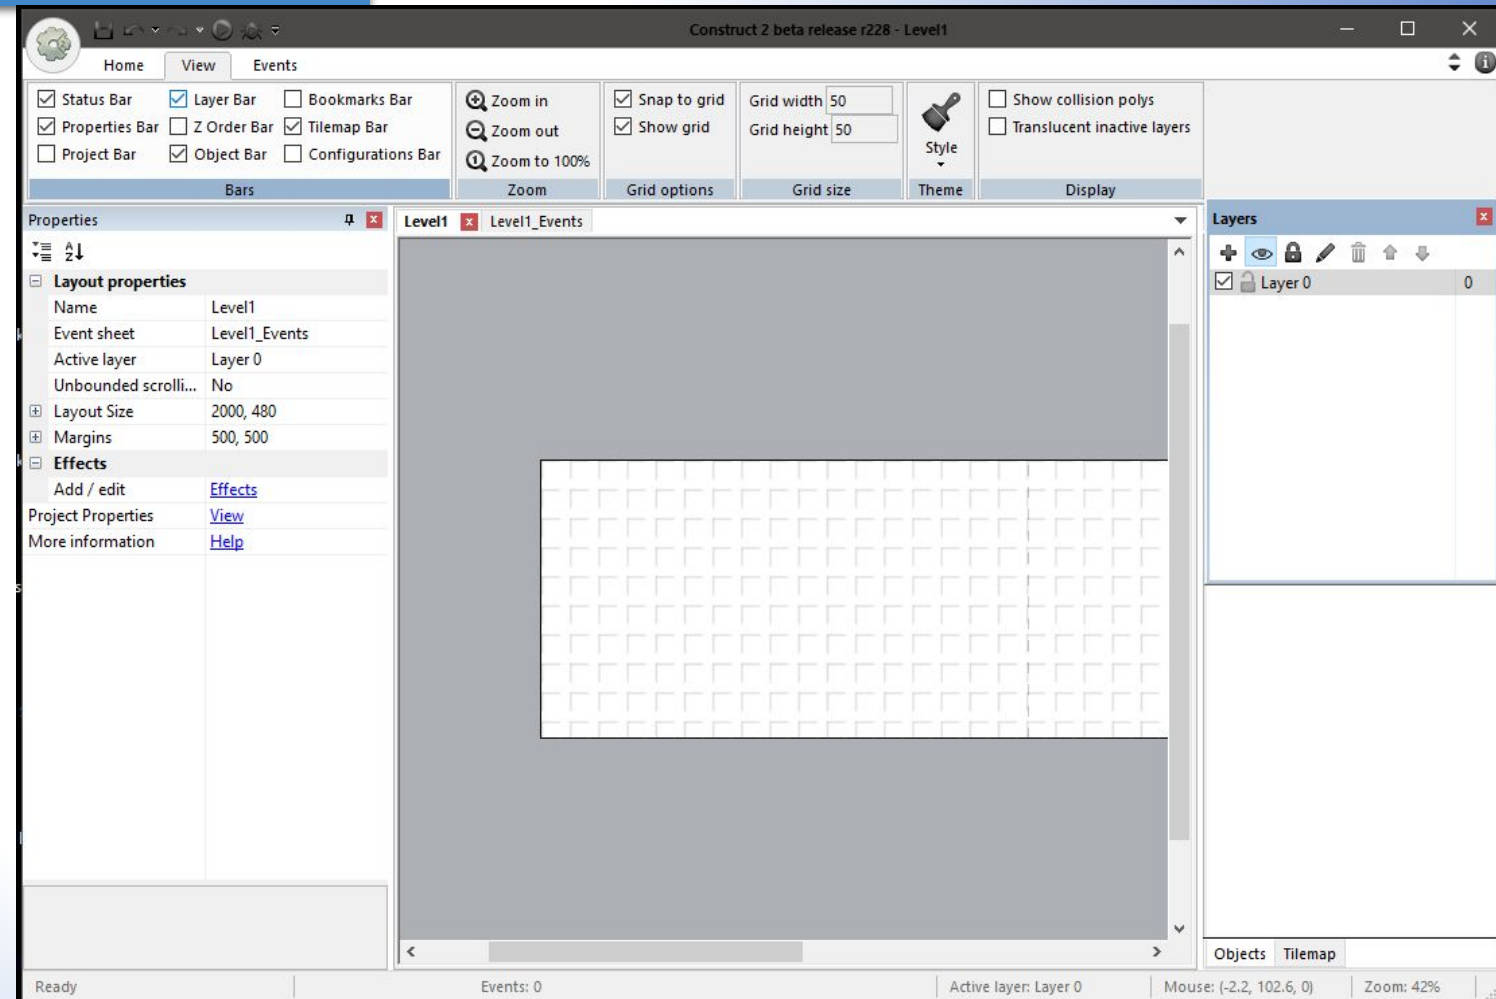 Construct 2 beta release r228 - Level1
Home View Events
Status Bar Layer Bar Bookmarks Bar
Properties Bar Z Order Bar Tilemap Bar
Project Bar Object Bar Configurations Bar
Bars
Zoom in
Zoom out
Zoom to 100%
Zoom
Snap to grid
Show grid
Grid options
Grid width 50
Grid height 50
Grid size
Style
Theme
Show collision polys
Translucent inactive layers
Display
Properties
Layout properties
Name Level1
Event sheet Level1_Events
Active layer Layer 0
Unbounded scrolli... No
Layout Size 2000, 480
Margins 500, 500
Effects
Add / edit Effects
Project Properties View
More information Help
Level1 Level1_Events
Layers
Layer 0 0
Objects Tilemap
Ready Events: 0 Active layer: Layer 0 Mouse: (-2.2, 102.6, 0) Zoom: 42%